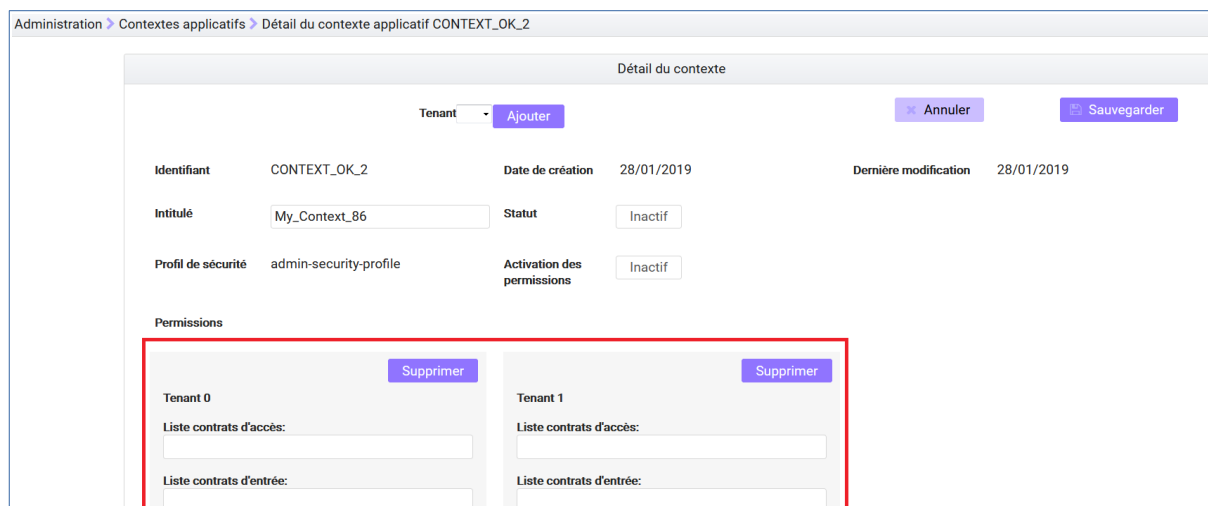 Administration > Contextes applicatifs > Détail du contexte applicatif CONTEXT_OK_2
Détail du contexte
Tenant Ajouter Annuler Sauvegarder
Identifiant CONTEXT_OK_2 Date de création 28/01/2019 Dernière modification 28/01/2019
Intitulé My_Context_86 Statut Inactif
Profil de sécurité admin-security-profile Activation des permissions Inactif
Permissions
Supprimer Supprimer
Tenant 0 Tenant 1
Liste contrats d'accès: Liste contrats d'accès:
Liste contrats d'entrée: Liste contrats d'entrée: